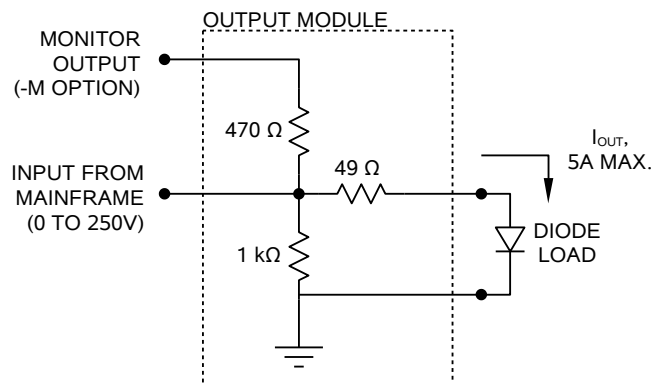 OUTPUT MODULE
MONITOR
OUTPUT
(-M OPTION)
470 Ω
49 Ω
I_OUT,
5A MAX.
INPUT FROM
MAINFRAME
(0 TO 250V)
1 kΩ
DIODE
LOAD